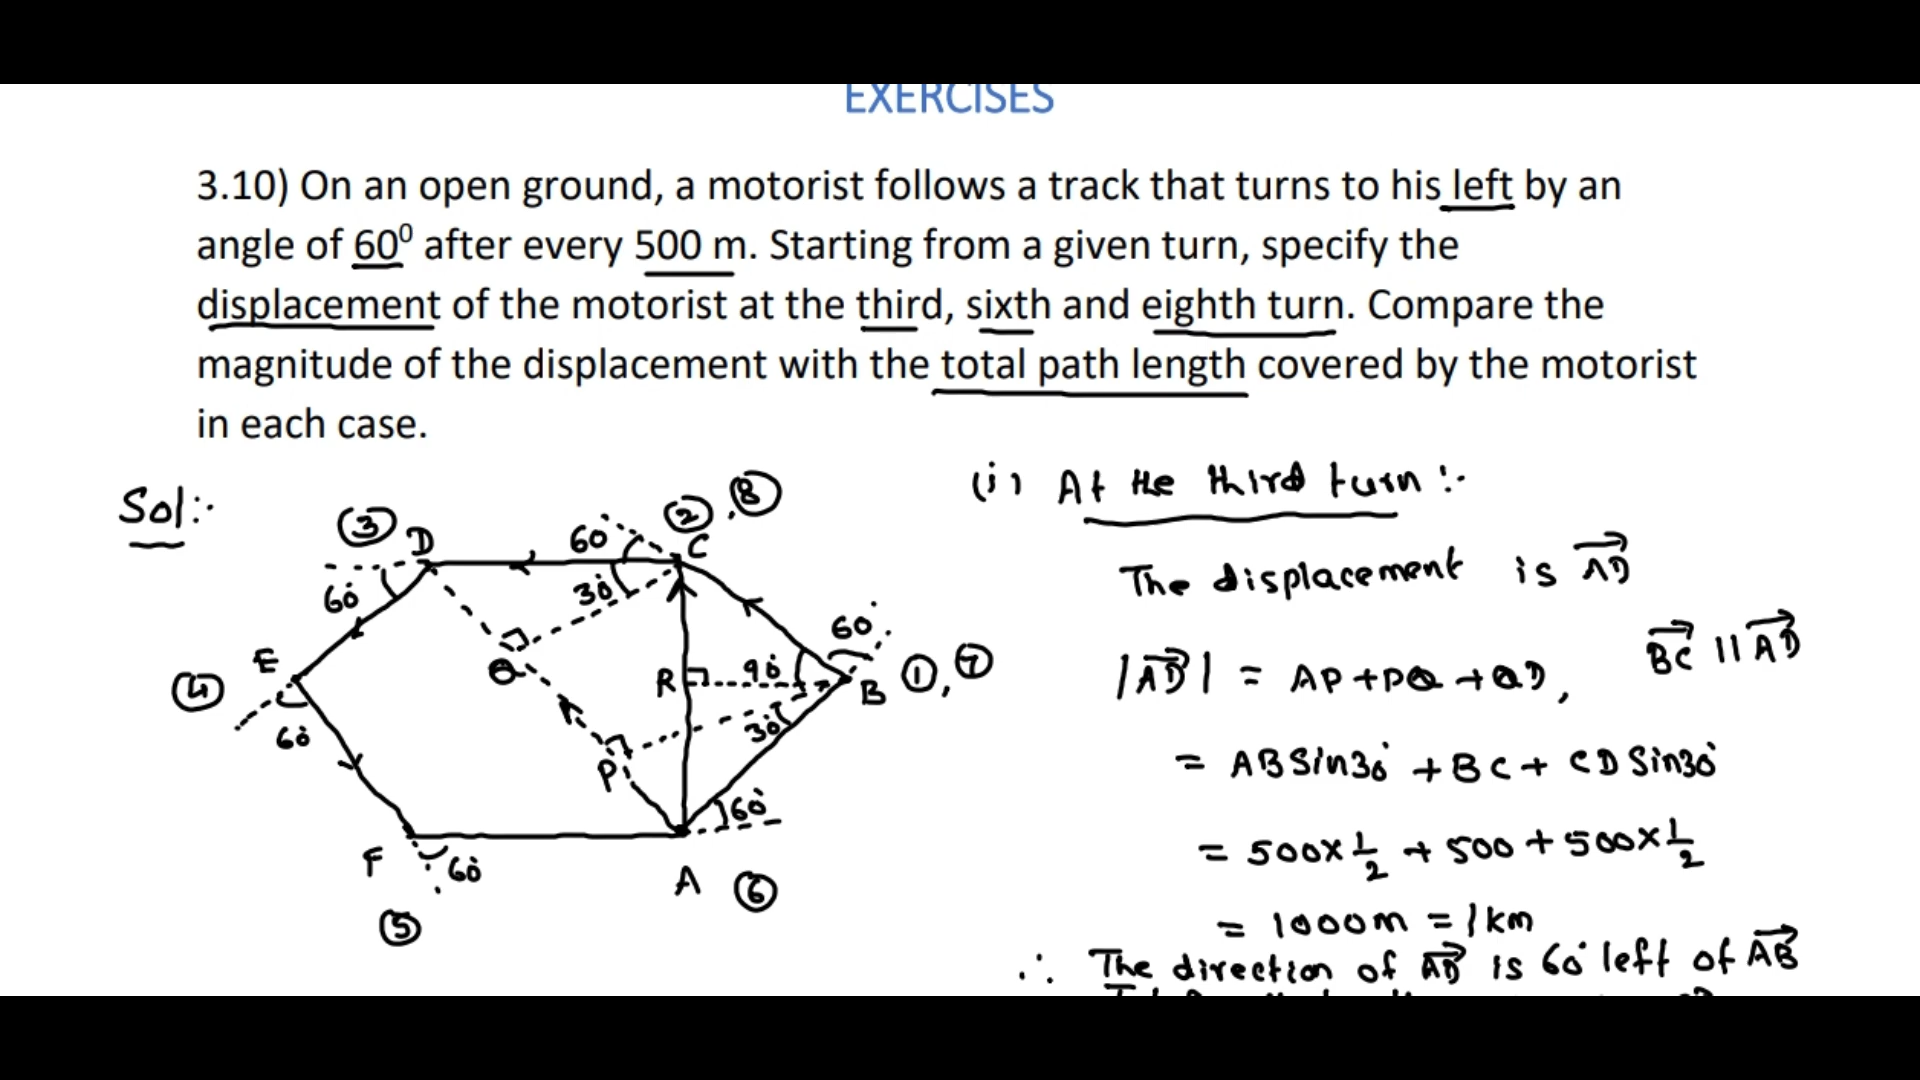 EXERCISES
3.10) On an open ground, a motorist follows a track that turns to his left by an
angle of 60⁰ after every 500 m. Starting from a given turn, specify the
displacement of the motorist at the third, sixth and eighth turn. Compare the
magnitude of the displacement with the total path length covered by the motorist
in each case.
Sol:-
(i) At the third turn :-
The displacement is AD
BC || AD
|AD| = AP+PQ+QD,
= AB Sin30° + BC + CD Sin30°
= 500×1/2 + 500 + 500×1/2
= 1000m = 1km
∴ The direction of AD is 60° left of AB
3 D
60°
2, 8
C
60°
30°
E
4
60°
Q
R
90°
60°
B 1, 7
30°
P
60°
F
60°
5
A 6